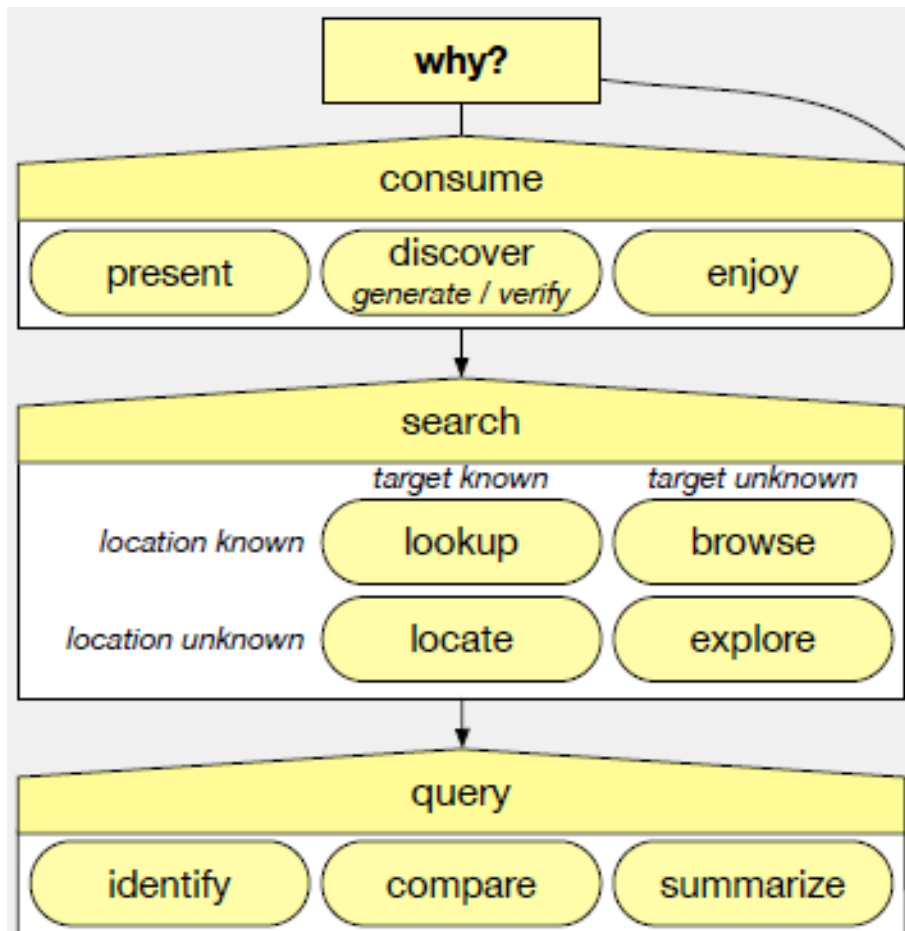 why?
consume
present
discover
generate / verify
enjoy
search
target known
target unknown
location known
lookup
browse
location unknown
locate
explore
query
identify
compare
summarize